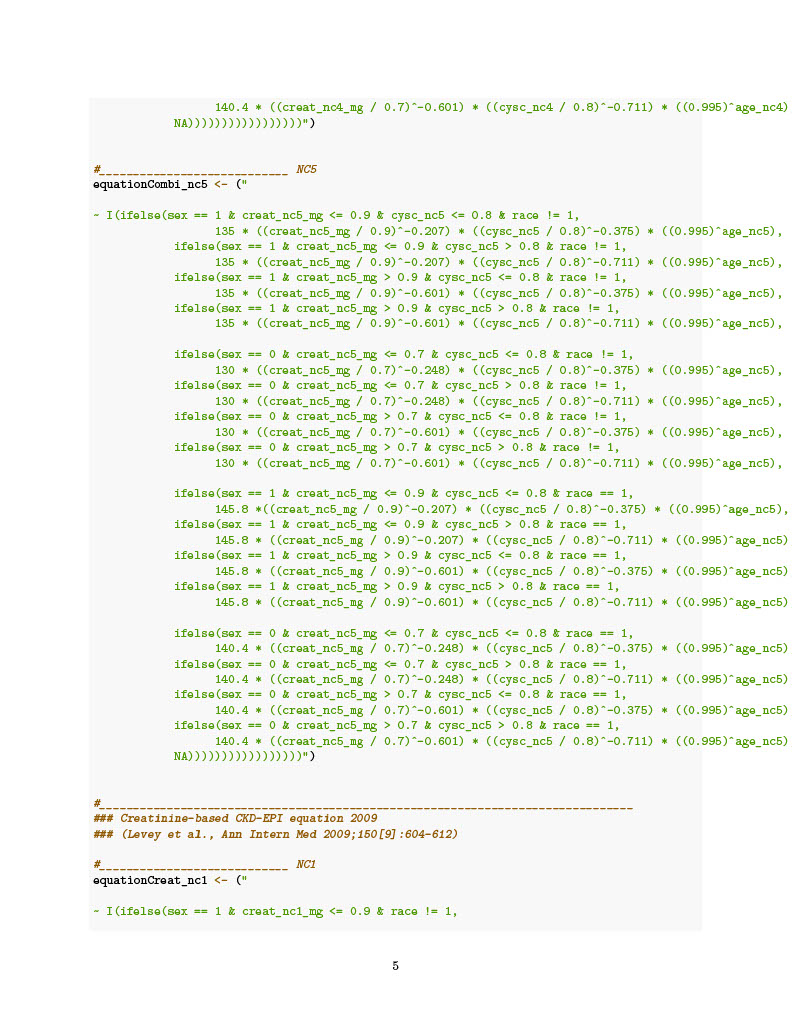 140.4 * ((creat_nc4_mg / 0.7)^-0.601) * ((cysc_nc4 / 0.8)^-0.711) * ((0.995)^age_nc4)
NA)))))))))))))))))")
#____________________________ NC5
equationCombi_nc5 <- ("
~ I(ifelse(sex == 1 & creat_nc5_mg <= 0.9 & cysc_nc5 <= 0.8 & race != 1,
135 * ((creat_nc5_mg / 0.9)^-0.207) * ((cysc_nc5 / 0.8)^-0.375) * ((0.995)^age_nc5),
ifelse(sex == 1 & creat_nc5_mg <= 0.9 & cysc_nc5 > 0.8 & race != 1,
135 * ((creat_nc5_mg / 0.9)^-0.207) * ((cysc_nc5 / 0.8)^-0.711) * ((0.995)^age_nc5),
ifelse(sex == 1 & creat_nc5_mg > 0.9 & cysc_nc5 <= 0.8 & race != 1,
135 * ((creat_nc5_mg / 0.9)^-0.601) * ((cysc_nc5 / 0.8)^-0.375) * ((0.995)^age_nc5),
ifelse(sex == 1 & creat_nc5_mg > 0.9 & cysc_nc5 > 0.8 & race != 1,
135 * ((creat_nc5_mg / 0.9)^-0.601) * ((cysc_nc5 / 0.8)^-0.711) * ((0.995)^age_nc5),
ifelse(sex == 0 & creat_nc5_mg <= 0.7 & cysc_nc5 <= 0.8 & race != 1,
130 * ((creat_nc5_mg / 0.7)^-0.248) * ((cysc_nc5 / 0.8)^-0.375) * ((0.995)^age_nc5),
ifelse(sex == 0 & creat_nc5_mg <= 0.7 & cysc_nc5 > 0.8 & race != 1,
130 * ((creat_nc5_mg / 0.7)^-0.248) * ((cysc_nc5 / 0.8)^-0.711) * ((0.995)^age_nc5),
ifelse(sex == 0 & creat_nc5_mg > 0.7 & cysc_nc5 <= 0.8 & race != 1,
130 * ((creat_nc5_mg / 0.7)^-0.601) * ((cysc_nc5 / 0.8)^-0.375) * ((0.995)^age_nc5),
ifelse(sex == 0 & creat_nc5_mg > 0.7 & cysc_nc5 > 0.8 & race != 1,
130 * ((creat_nc5_mg / 0.7)^-0.601) * ((cysc_nc5 / 0.8)^-0.711) * ((0.995)^age_nc5),
ifelse(sex == 1 & creat_nc5_mg <= 0.9 & cysc_nc5 <= 0.8 & race == 1,
145.8 *((creat_nc5_mg / 0.9)^-0.207) * ((cysc_nc5 / 0.8)^-0.375) * ((0.995)^age_nc5),
ifelse(sex == 1 & creat_nc5_mg <= 0.9 & cysc_nc5 > 0.8 & race == 1,
145.8 * ((creat_nc5_mg / 0.9)^-0.207) * ((cysc_nc5 / 0.8)^-0.711) * ((0.995)^age_nc5)
ifelse(sex == 1 & creat_nc5_mg > 0.9 & cysc_nc5 <= 0.8 & race == 1,
145.8 * ((creat_nc5_mg / 0.9)^-0.601) * ((cysc_nc5 / 0.8)^-0.375) * ((0.995)^age_nc5)
ifelse(sex == 1 & creat_nc5_mg > 0.9 & cysc_nc5 > 0.8 & race == 1,
145.8 * ((creat_nc5_mg / 0.9)^-0.601) * ((cysc_nc5 / 0.8)^-0.711) * ((0.995)^age_nc5)
ifelse(sex == 0 & creat_nc5_mg <= 0.7 & cysc_nc5 <= 0.8 & race == 1,
140.4 * ((creat_nc5_mg / 0.7)^-0.248) * ((cysc_nc5 / 0.8)^-0.375) * ((0.995)^age_nc5)
ifelse(sex == 0 & creat_nc5_mg <= 0.7 & cysc_nc5 > 0.8 & race == 1,
140.4 * ((creat_nc5_mg / 0.7)^-0.248) * ((cysc_nc5 / 0.8)^-0.711) * ((0.995)^age_nc5)
ifelse(sex == 0 & creat_nc5_mg > 0.7 & cysc_nc5 <= 0.8 & race == 1,
140.4 * ((creat_nc5_mg / 0.7)^-0.601) * ((cysc_nc5 / 0.8)^-0.375) * ((0.995)^age_nc5)
ifelse(sex == 0 & creat_nc5_mg > 0.7 & cysc_nc5 > 0.8 & race == 1,
140.4 * ((creat_nc5_mg / 0.7)^-0.601) * ((cysc_nc5 / 0.8)^-0.711) * ((0.995)^age_nc5)
NA)))))))))))))))))")
#_______________________________________________________________________________
### Creatinine-based CKD-EPI equation 2009
### (Levey et al., Ann Intern Med 2009;150[9]:604-612)
#____________________________ NC1
equationCreat_nc1 <- ("
~ I(ifelse(sex == 1 & creat_nc1_mg <= 0.9 & race != 1,
5